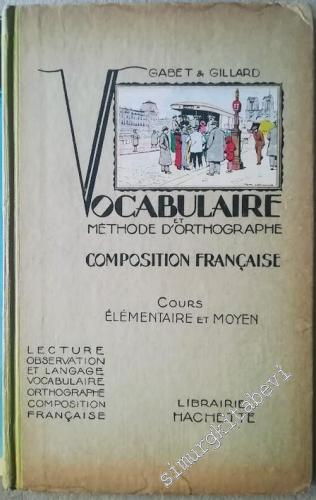 GABET & GILLARD
VOCABULAIRE
ET
MÉTHODE D'ORTHOGRAPHE
COMPOSITION FRANÇAISE
COURS
ÉLÉMENTAIRE ET MOYEN
LECTURE
OBSERVATION
ET LANGAGE
VOCABULAIRE
ORTHOGRAPHE
COMPOSITION
FRANÇAISE
LIBRAIRIE
HACHETTE
simurgkitabevi.com